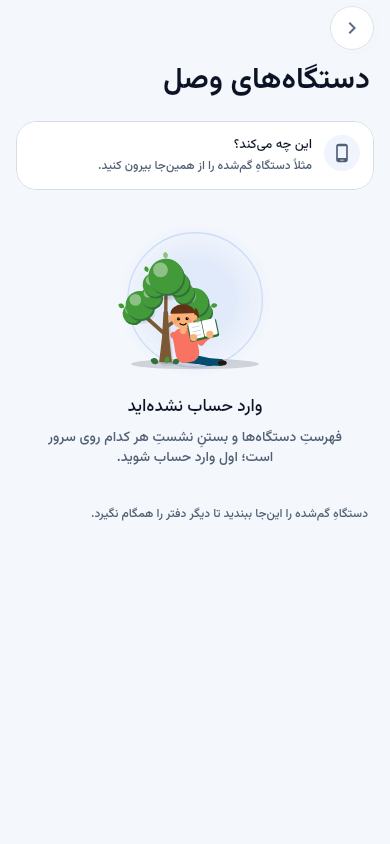 دستگاه‌های وصل
این چه می‌کند؟
مثلاً دستگاهِ گم‌شده را از همین‌جا بیرون کنید.
وارد حساب نشده‌اید
فهرستِ دستگاه‌ها و بستنِ نشستِ هر کدام روی سرور
است؛ اول وارد حساب شوید.
دستگاهِ گم‌شده را این‌جا ببندید تا دیگر دفتر را همگام نگیرد.